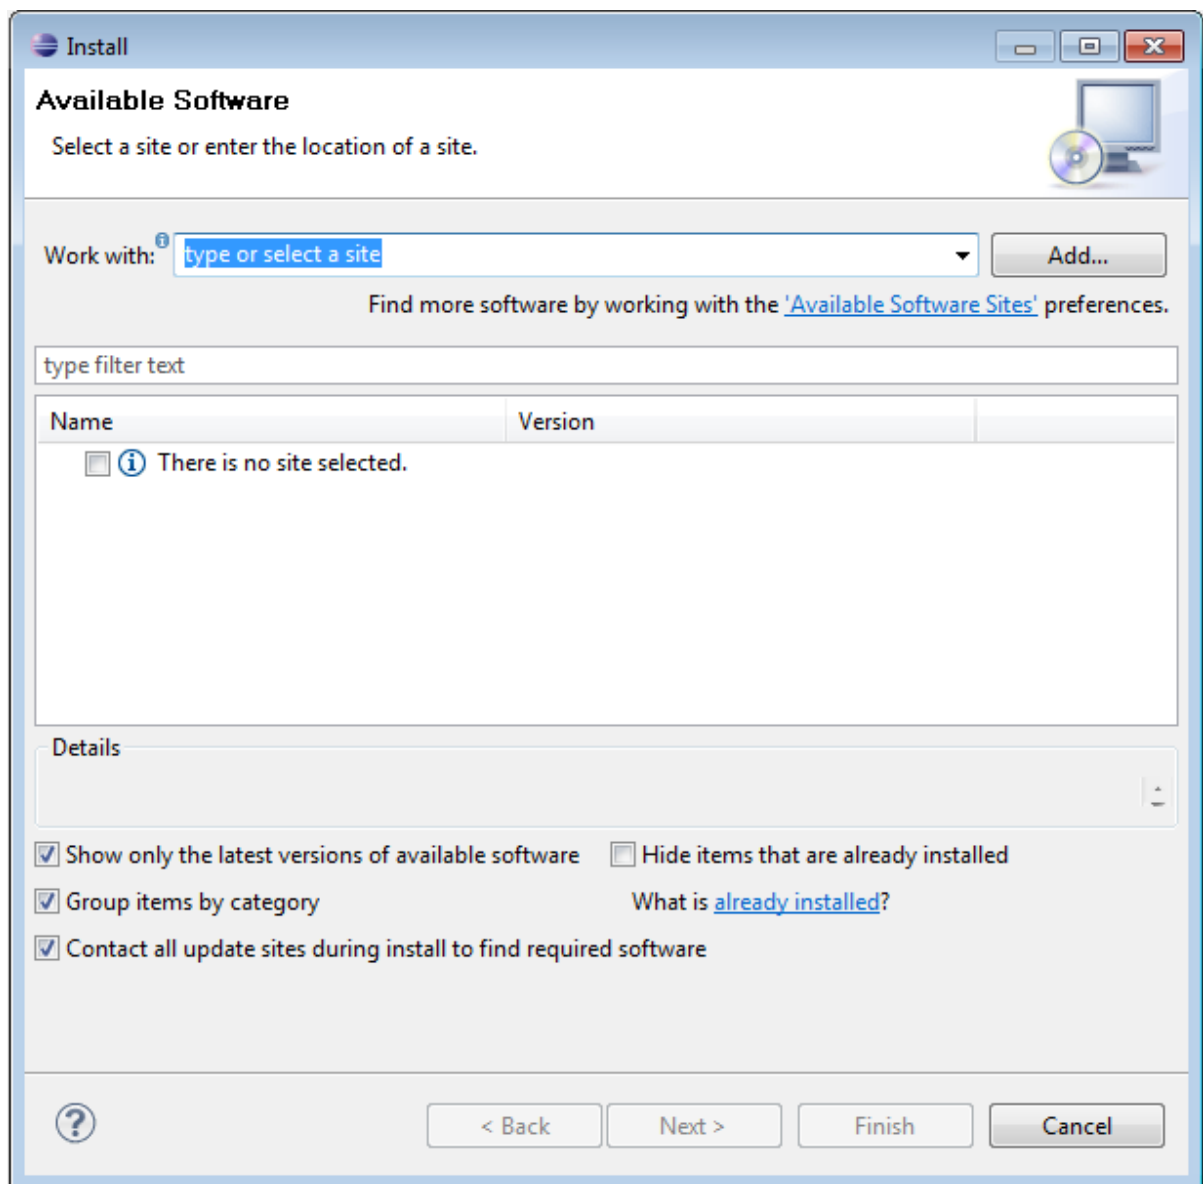 Install
Available Software
Select a site or enter the location of a site.
Work with: type or select a site Add...
Find more software by working with the 'Available Software Sites' preferences.
type filter text
Name Version
There is no site selected.
Details
Show only the latest versions of available software Hide items that are already installed
Group items by category What is already installed?
Contact all update sites during install to find required software
? < Back Next > Finish Cancel